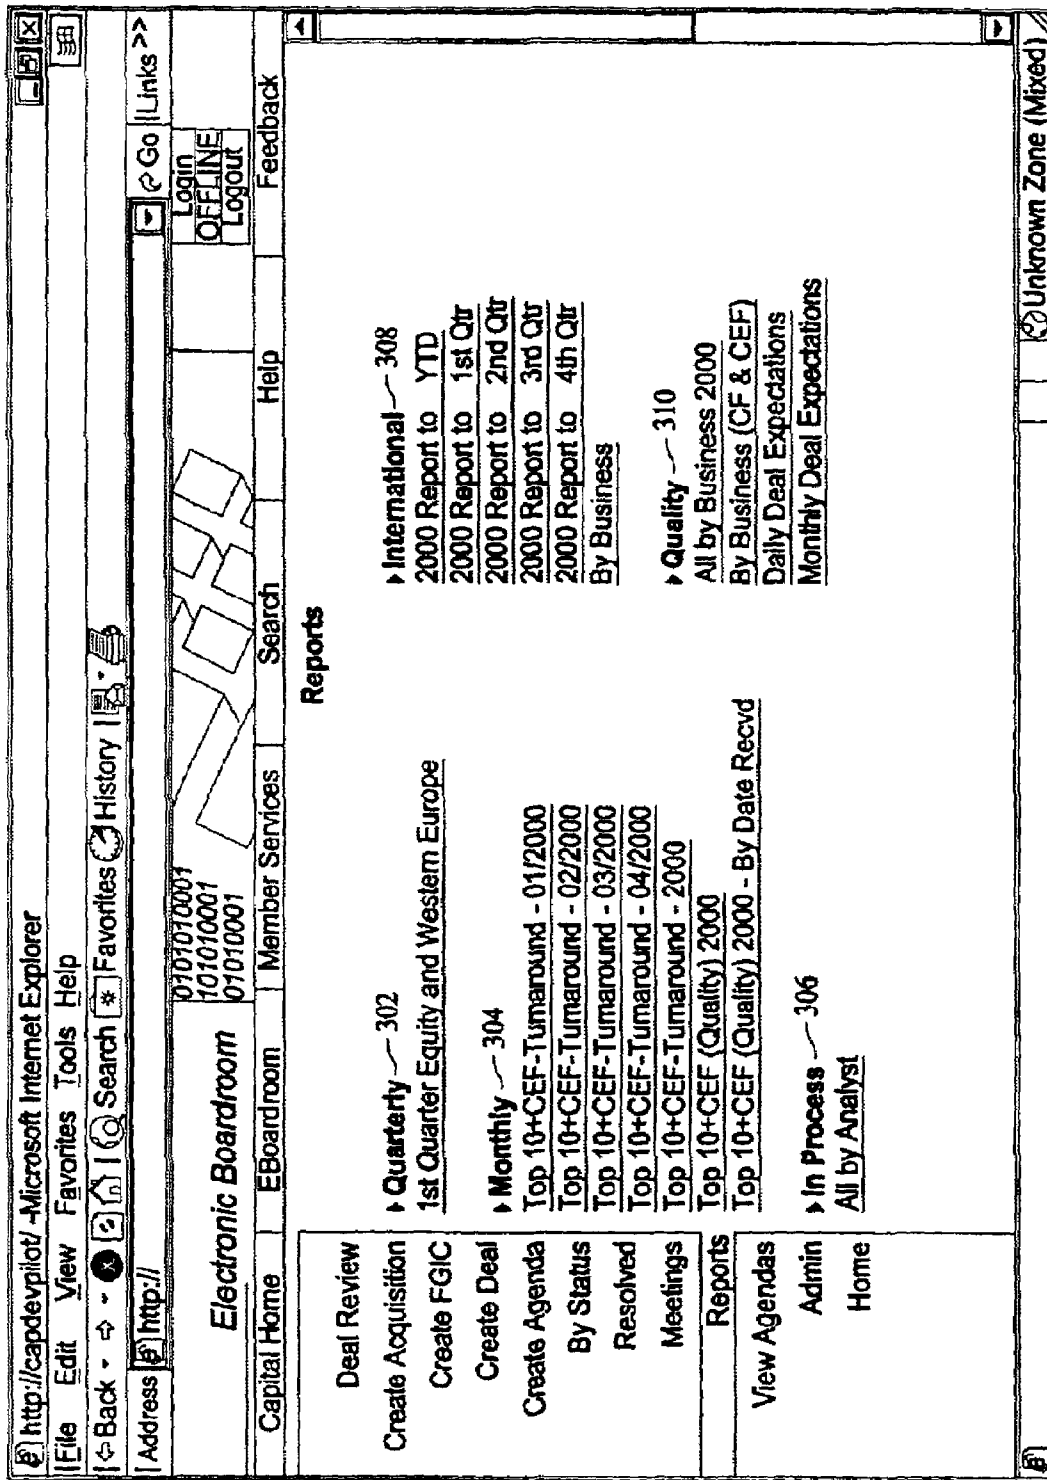 http://capdevpilot/ -Microsoft Internet Explorer
File Edit View Favorites Tools Help
Back Search Favorites History
Address http:// Go Links >>
Electronic Boardroom
0101010001
101010001
01010001
Login
OFFLINE
Logout
Capital Home EBoardroom Member Services Search Help Feedback
Deal Review
Create Acquisition
Create FGIC
Create Deal
Create Agenda
By Status
Resolved
Meetings
Reports
View Agendas
Admin
Home
Reports
Quarterly 302
1st Quarter Equity and Western Europe
Monthly 304
Top 10+CEF-Turnaround - 01/2000
Top 10+CEF-Turnaround - 02/2000
Top 10+CEF-Turnaround - 03/2000
Top 10+CEF-Turnaround - 04/2000
Top 10+CEF-Turnaround - 2000
Top 10+CEF (Quality) 2000
Top 10+CEF (Quality) 2000 - By Date Recvd
In Process 306
All by Analyst
International 308
2000 Report to YTD
2000 Report to 1st Qtr
2000 Report to 2nd Qtr
2000 Report to 3rd Qtr
2000 Report to 4th Qtr
By Business
Quality 310
All by Business 2000
By Business (CF & CEF)
Daily Deal Expectations
Monthly Deal Expectations
Unknown Zone (Mixed)